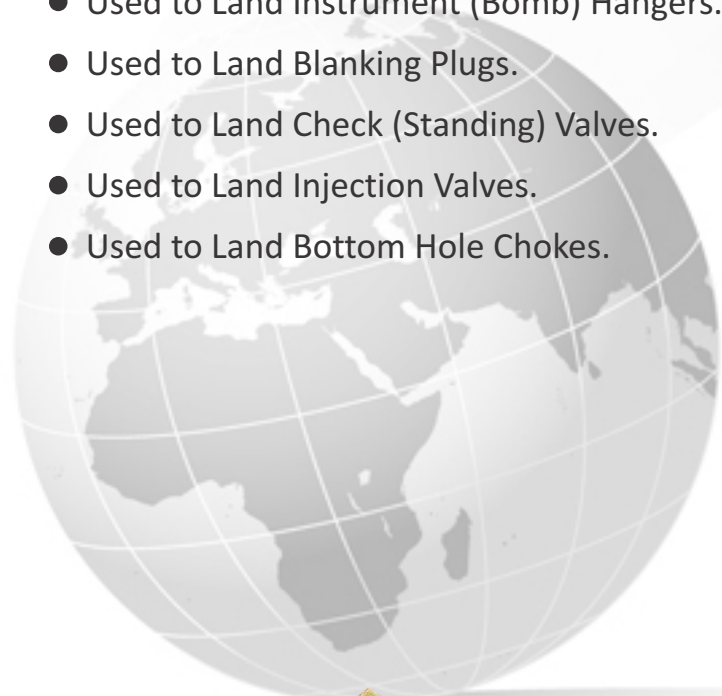 ● Used to Land Instrument (Bomb) Hangers.
● Used to Land Blanking Plugs.
● Used to Land Check (Standing) Valves.
● Used to Land Injection Valves.
● Used to Land Bottom Hole Chokes.